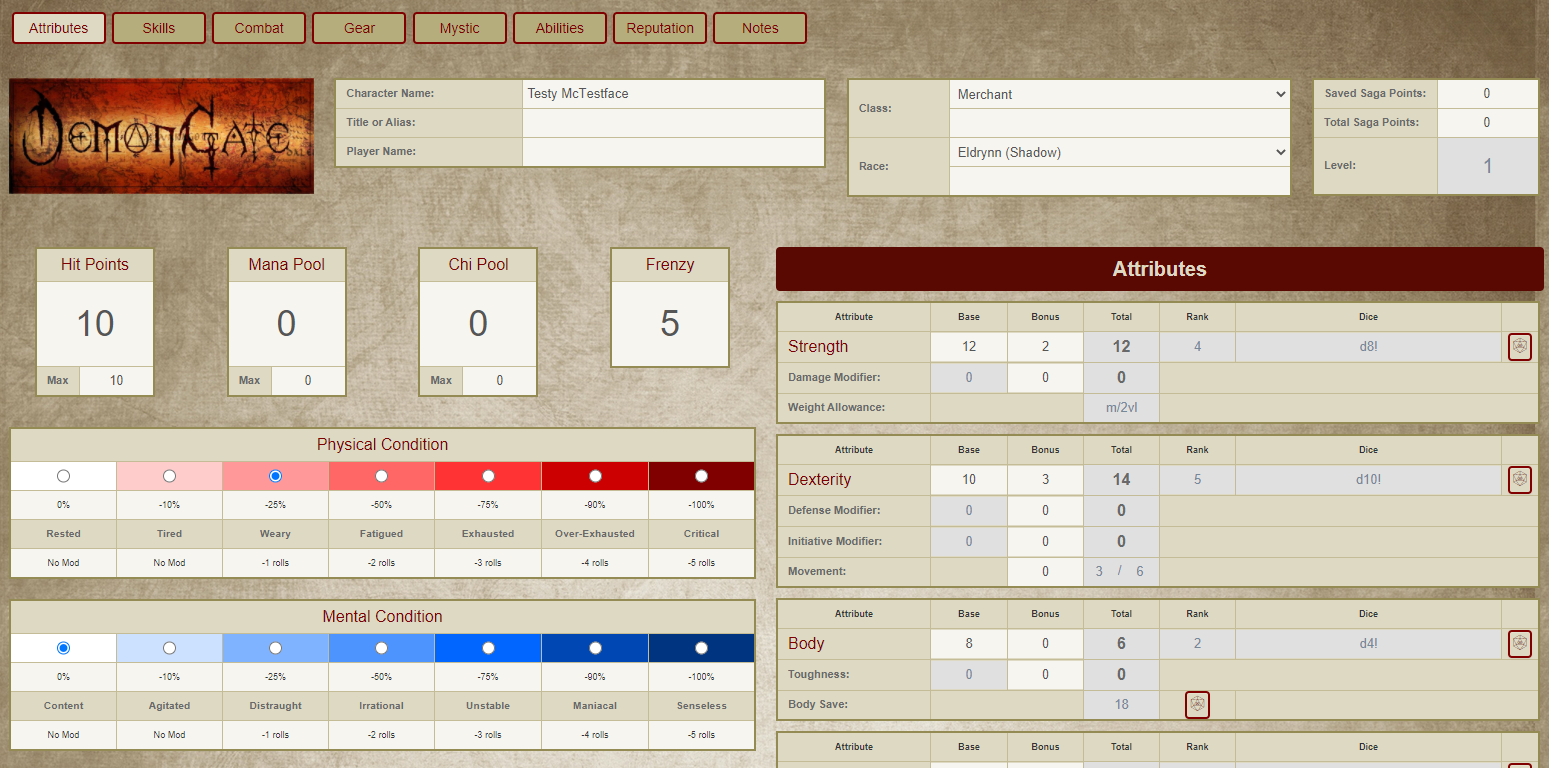 Attributes Skills Combat Gear Mystic Abilities Reputation Notes
DemonGate
Character Name: Testy McTestface
Title or Alias:
Player Name:
Class: Merchant
Race: Eldrynn (Shadow)
Saved Saga Points: 0
Total Saga Points: 0
Level: 1
Hit Points
10
Max 10
Mana Pool
0
Max 0
Chi Pool
0
Max 0
Frenzy
5
Physical Condition
0% -10% -25% -50% -75% -90% -100%
Rested Tired Weary Fatigued Exhausted Over-Exhausted Critical
No Mod No Mod -1 rolls -2 rolls -3 rolls -4 rolls -5 rolls
Mental Condition
0% -10% -25% -50% -75% -90% -100%
Content Agitated Distraught Irrational Unstable Maniacal Senseless
No Mod No Mod -1 rolls -2 rolls -3 rolls -4 rolls -5 rolls
Attributes
Attribute Base Bonus Total Rank Dice
Strength 12 2 12 4 d8!
Damage Modifier: 0 0 0
Weight Allowance: m/2vl
Attribute Base Bonus Total Rank Dice
Dexterity 10 3 14 5 d10!
Defense Modifier: 0 0 0
Initiative Modifier: 0 0 0
Movement: 0 3 / 6
Attribute Base Bonus Total Rank Dice
Body 8 0 6 2 d4!
Toughness: 0 0 0
Body Save: 18
Attribute Base Bonus Total Rank Dice